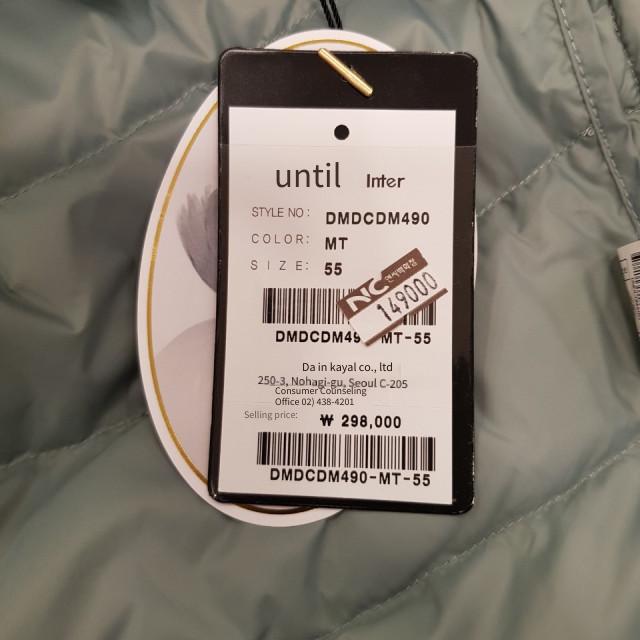 until Inter
STYLE NO: DMDCDM490
COLOR: MT
SIZE: 55
NC
149000
MT-55
Da in kayal co., ltd
250-3, Nohagi-gu, Seoul C-205
Consumer Counseling
Office 02) 438-4201
Selling price: ₩ 298,000
DMDCDM490-MT-55